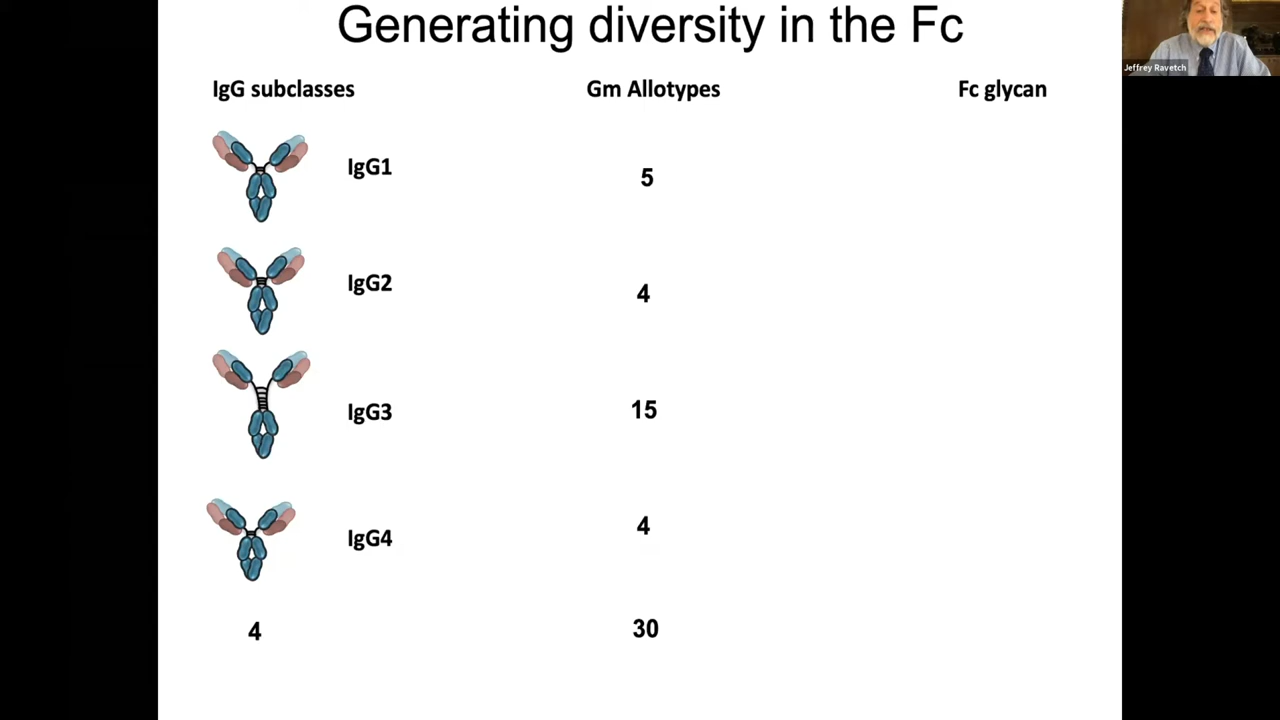 Generating diversity in the Fc
Jeffrey Ravetch
IgG subclasses Gm Allotypes Fc glycan
IgG1 5
IgG2 4
IgG3 15
IgG4 4
4 30